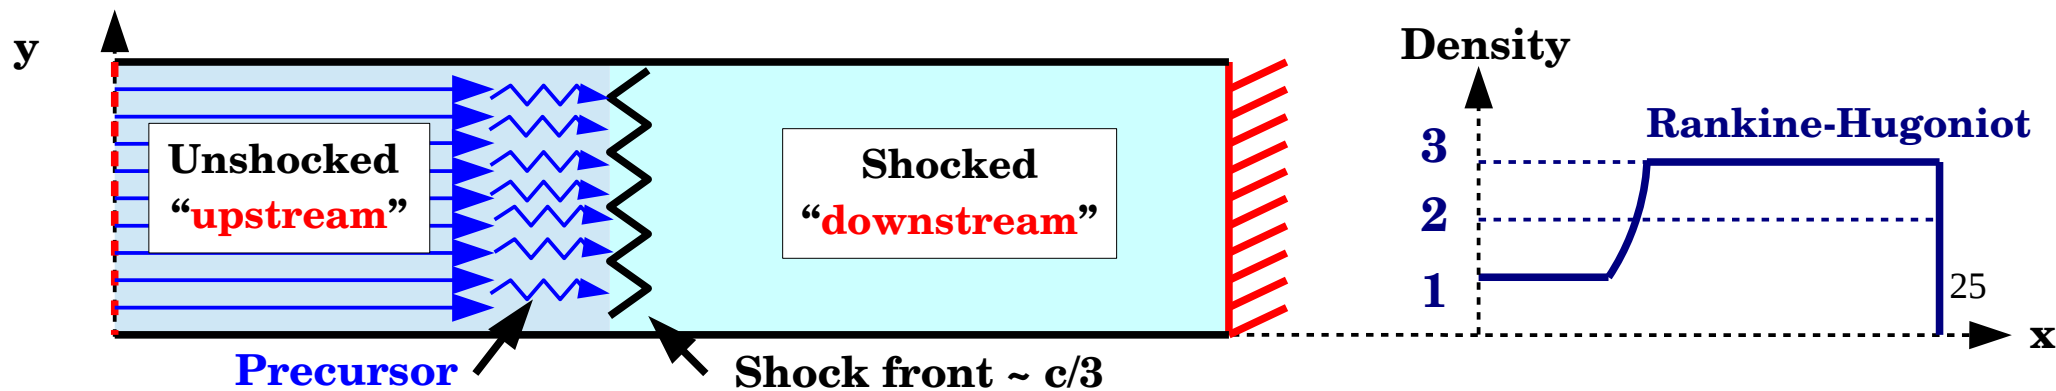 y
Unshocked
“upstream”
Shocked
“downstream”
Precursor
Shock front ~ c/3
Density
Rankine-Hugoniot
3
2
1
25
x